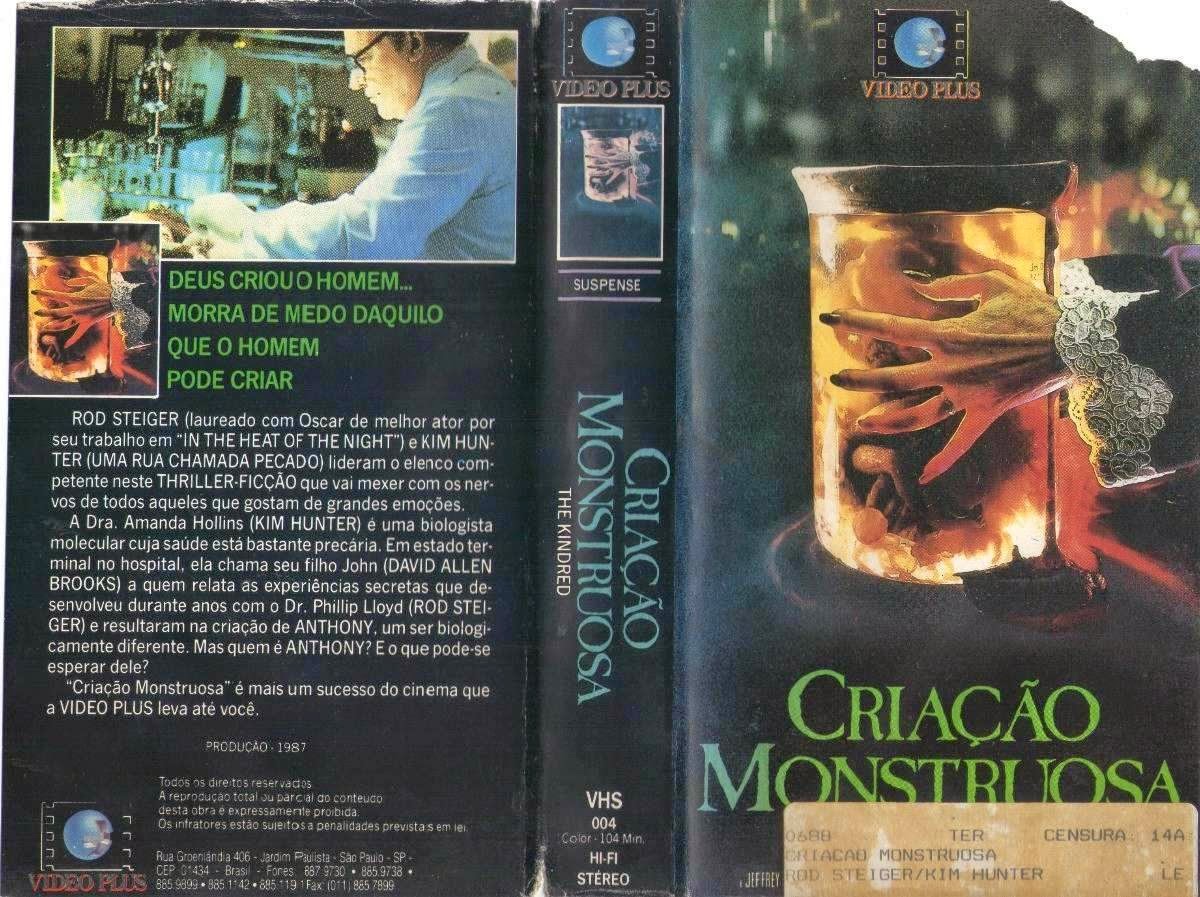 DEUS CRIOU O HOMEM...
MORRA DE MEDO DAQUILO
QUE O HOMEM
PODE CRIAR
ROD STEIGER (laureado com Oscar de melhor ator por
seu trabalho em “IN THE HEAT OF THE NIGHT”) e KIM HUN-
TER (UMA RUA CHAMADA PECADO) lideram o elenco com-
petente neste THRILLER-FICÇÃO que vai mexer com os ner-
vos de todos aqueles que gostam de grandes emoções.
A Dra. Amanda Hollins (KIM HUNTER) é uma biologista
molecular cuja saúde está bastante precária. Em estado ter-
minal no hospital, ela chama seu filho John (DAVID ALLEN
BROOKS) a quem relata as experiências secretas que de-
senvolveu durante anos com o Dr. Phillip Lloyd (ROD STEI-
GER) e resultaram na criação de ANTHONY, um ser biologi-
camente diferente. Mas quem é ANTHONY? E o que pode-se
esperar dele?
“Criação Monstruosa” é mais um sucesso do cinema que
a VIDEO PLUS leva até você.
PRODUÇÃO - 1987
Todos os direitos reservados
A reprodução total ou parcial do conteúdo
desta obra é expressamente proibida.
Os infratores estão sujeitos a penalidades previstas em lei.
VIDEO PLUS
Rua Groenlândia 406 - Jardim Paulista - São Paulo - SP -
CEP 01434 - Brasil - Fones: 887 9730 • 885.9738 •
885.9899 • 885.1142 • 885.119 1 Fax: (011) 885 7899
VIDEO PLUS
SUSPENSE
CRIAÇÃO
MONSTRUOSA
THE KINDRED
VHS
004
Color - 104 Min.
HI-FI
STÉREO
VIDEO PLUS
CRIAÇÃO
MONSTRUOSA
0688 TER CENSURA: 14A
CRIACAO MONSTRUOSA
JEFFREY
ROD STEIGER/KIM HUNTER LE